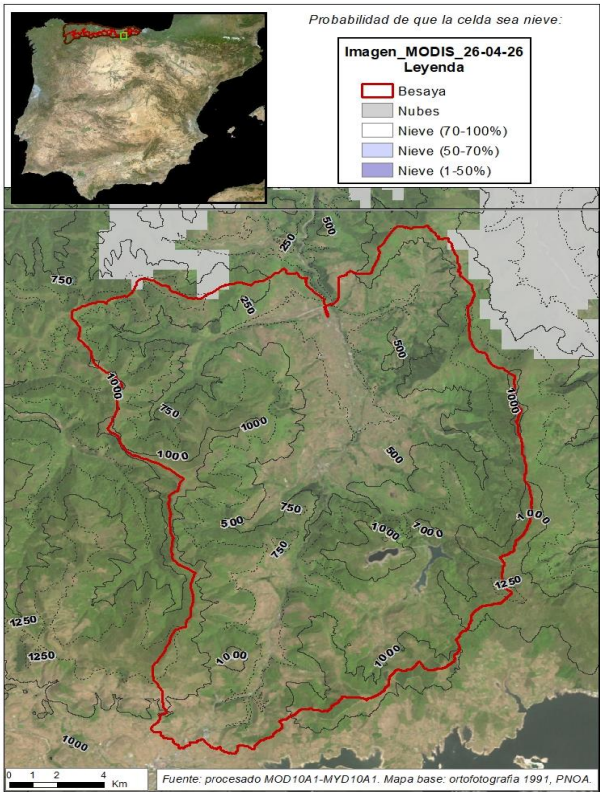 Probabilidad de que la celda sea nieve:
Imagen_MODIS_26-04-26
Leyenda
Besaya
Nubes
Nieve (70-100%)
Nieve (50-70%)
Nieve (1-50%)
500
250
750
250
500
1000
1000
750
1000
1000
500
500
750
1000
1000
1000
750
1250
1250
1250
1000
1000
1000
0 1 2 4
Km
Fuente: procesado MOD10A1-MYD10A1. Mapa base: ortofotografia 1991, PNOA.